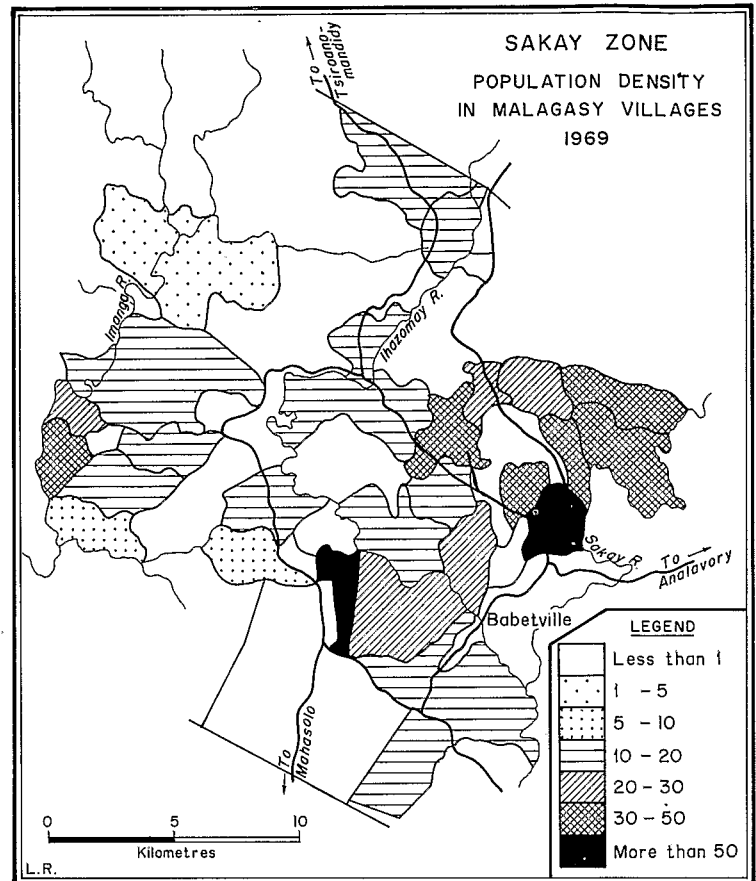 SAKAY ZONE
POPULATION DENSITY
IN MALAGASY VILLAGES
1969
To
Tsiroano-
mandidy
Imanga R.
Ihazomay R.
Sakay R.
To
Analavory
Babetville
To
Mahasolo
LEGEND
Less than 1
1 - 5
5 - 10
10 - 20
20 - 30
30 - 50
More than 50
0 5 10
Kilometres
L.R.